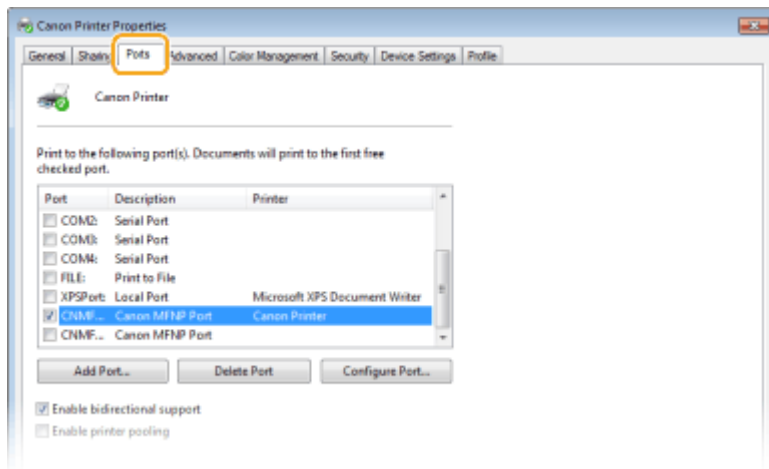 Canon Printer Properties
General Sharing Ports Advanced Color Management Security Device Settings Profile
Canon Printer
Print to the following port(s). Documents will print to the first free
checked port.
Port Description Printer
COM2: Serial Port
COM3: Serial Port
COM4: Serial Port
FILE: Print to File
XPSPort: Local Port Microsoft XPS Document Writer
CNMF... Canon MFNP Port Canon Printer
CNMF... Canon MFNP Port
Add Port... Delete Port Configure Port...
Enable bidirectional support
Enable printer pooling